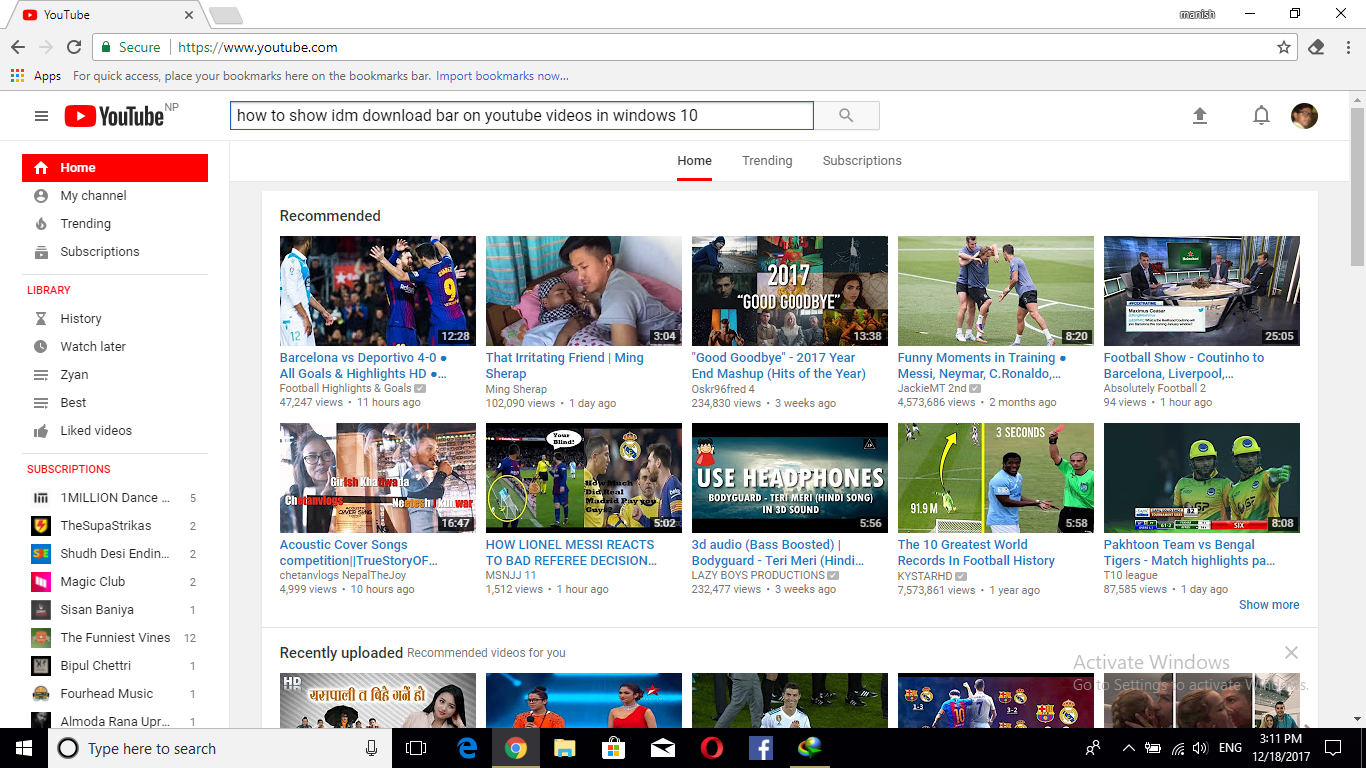 YouTube
manish
Secure
https://www.youtube.com
Apps
For quick access, place your bookmarks here on the bookmarks bar.
Import bookmarks now...
YouTube NP
how to show idm download bar on youtube videos in windows 10
Home
Trending
Subscriptions
Home
My channel
Trending
Subscriptions
LIBRARY
History
Watch later
Zyan
Best
Liked videos
SUBSCRIPTIONS
1MILLION Dance ... 5
TheSupaStrikas 2
Shudh Desi Endin... 2
Magic Club 2
Sisan Baniya 1
The Funniest Vines 12
Bipul Chettri 1
Fourhead Music 1
Almoda Rana Upr...
Recommended
12:28
Barcelona vs Deportivo 4-0 ●
All Goals & Highlights HD ●...
Football Highlights & Goals
47,247 views • 11 hours ago
3:04
That Irritating Friend | Ming
Sherap
Ming Sherap
102,090 views • 1 day ago
2017
"GOOD GOODBYE"
13:38
"Good Goodbye" - 2017 Year
End Mashup (Hits of the Year)
Oskr96fred 4
234,830 views • 3 weeks ago
8:20
Funny Moments in Training ●
Messi, Neymar, C.Ronaldo,...
JackieMT 2nd
4,573,686 views • 2 months ago
Heineken
Maximus Ceasar
25:05
Football Show - Coutinho to
Barcelona, Liverpool,...
Absolutely Football 2
94 views • 1 hour ago
Girish Khatiwada
Chetanvlogs
16:47
Acoustic Cover Songs
competition||TrueStoryOF...
chetanvlogs NepalTheJoy
4,999 views • 10 hours ago
Your
Blind!
How Much
Did Real
Madrid Pay you
Guys?
5:02
HOW LIONEL MESSI REACTS
TO BAD REFEREE DECISION...
MSNJJ 11
1,512 views • 1 hour ago
USE HEADPHONES
BODYGUARD - TERI MERI (HINDI SONG)
IN 3D SOUND
5:56
3d audio (Bass Boosted) |
Bodyguard - Teri Meri (Hindi...
LAZY BOYS PRODUCTIONS
232,477 views • 3 weeks ago
3 SECONDS
91.9 M
5:58
The 10 Greatest World
Records In Football History
KYSTARHD
7,573,861 views • 1 year ago
SIX
8:08
Pakhtoon Team vs Bengal
Tigers - Match highlights pa...
T10 league
87,585 views • 1 day ago
Show more
Recently uploaded
Recommended videos for you
HD
यसपाली त बिहे गर्ने हो
1-3
3-2
Activate Windows
Go to Settings to activate Windows.
Type here to search
ENG
3:11 PM
12/18/2017